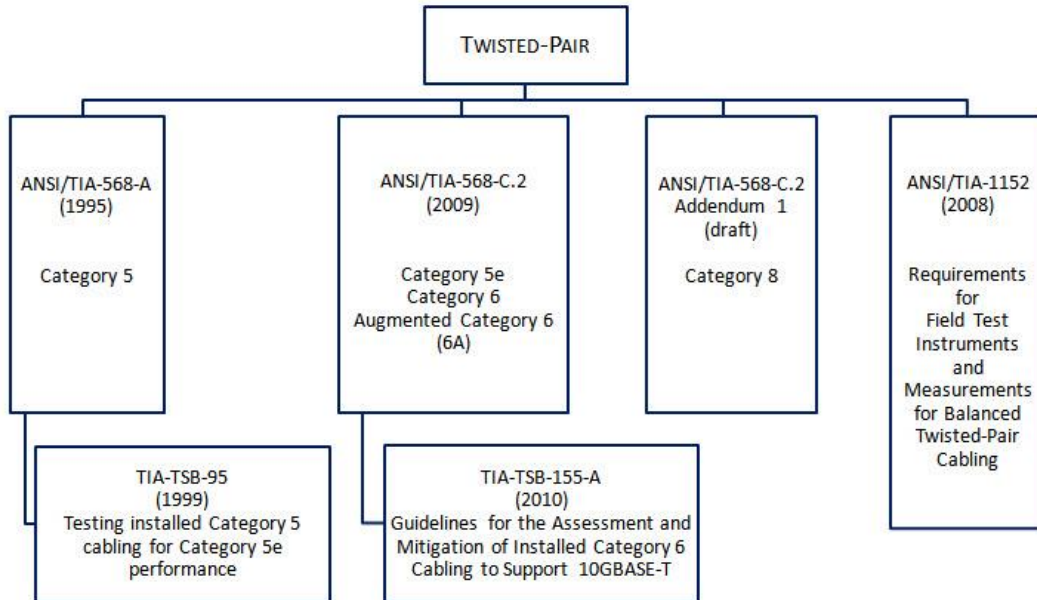 TWISTED-PAIR
ANSI/TIA-568-A
(1995)
Category 5
TIA-TSB-95
(1999)
Testing installed Category 5
cabling for Category 5e
performance
ANSI/TIA-568-C.2
(2009)
Category 5e
Category 6
Augmented Category 6
(6A)
TIA-TSB-155-A
(2010)
Guidelines for the Assessment and
Mitigation of Installed Category 6
Cabling to Support 10GBASE-T
ANSI/TIA-568-C.2
Addendum 1
(draft)
Category 8
ANSI/TIA-1152
(2008)
Requirements
for
Field Test
Instruments
and
Measurements
for Balanced
Twisted-Pair
Cabling